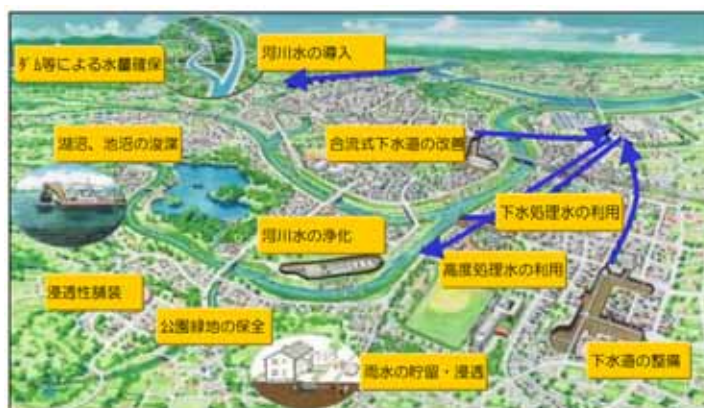 河川水の導入
ダム等による水量確保
湖沼、池沼の浚渫
合流式下水道の改善
下水処理水の利用
河川水の浄化
高度処理水の利用
浸透性舗装
公園緑地の保全
雨水の貯留・浸透
下水道の整備